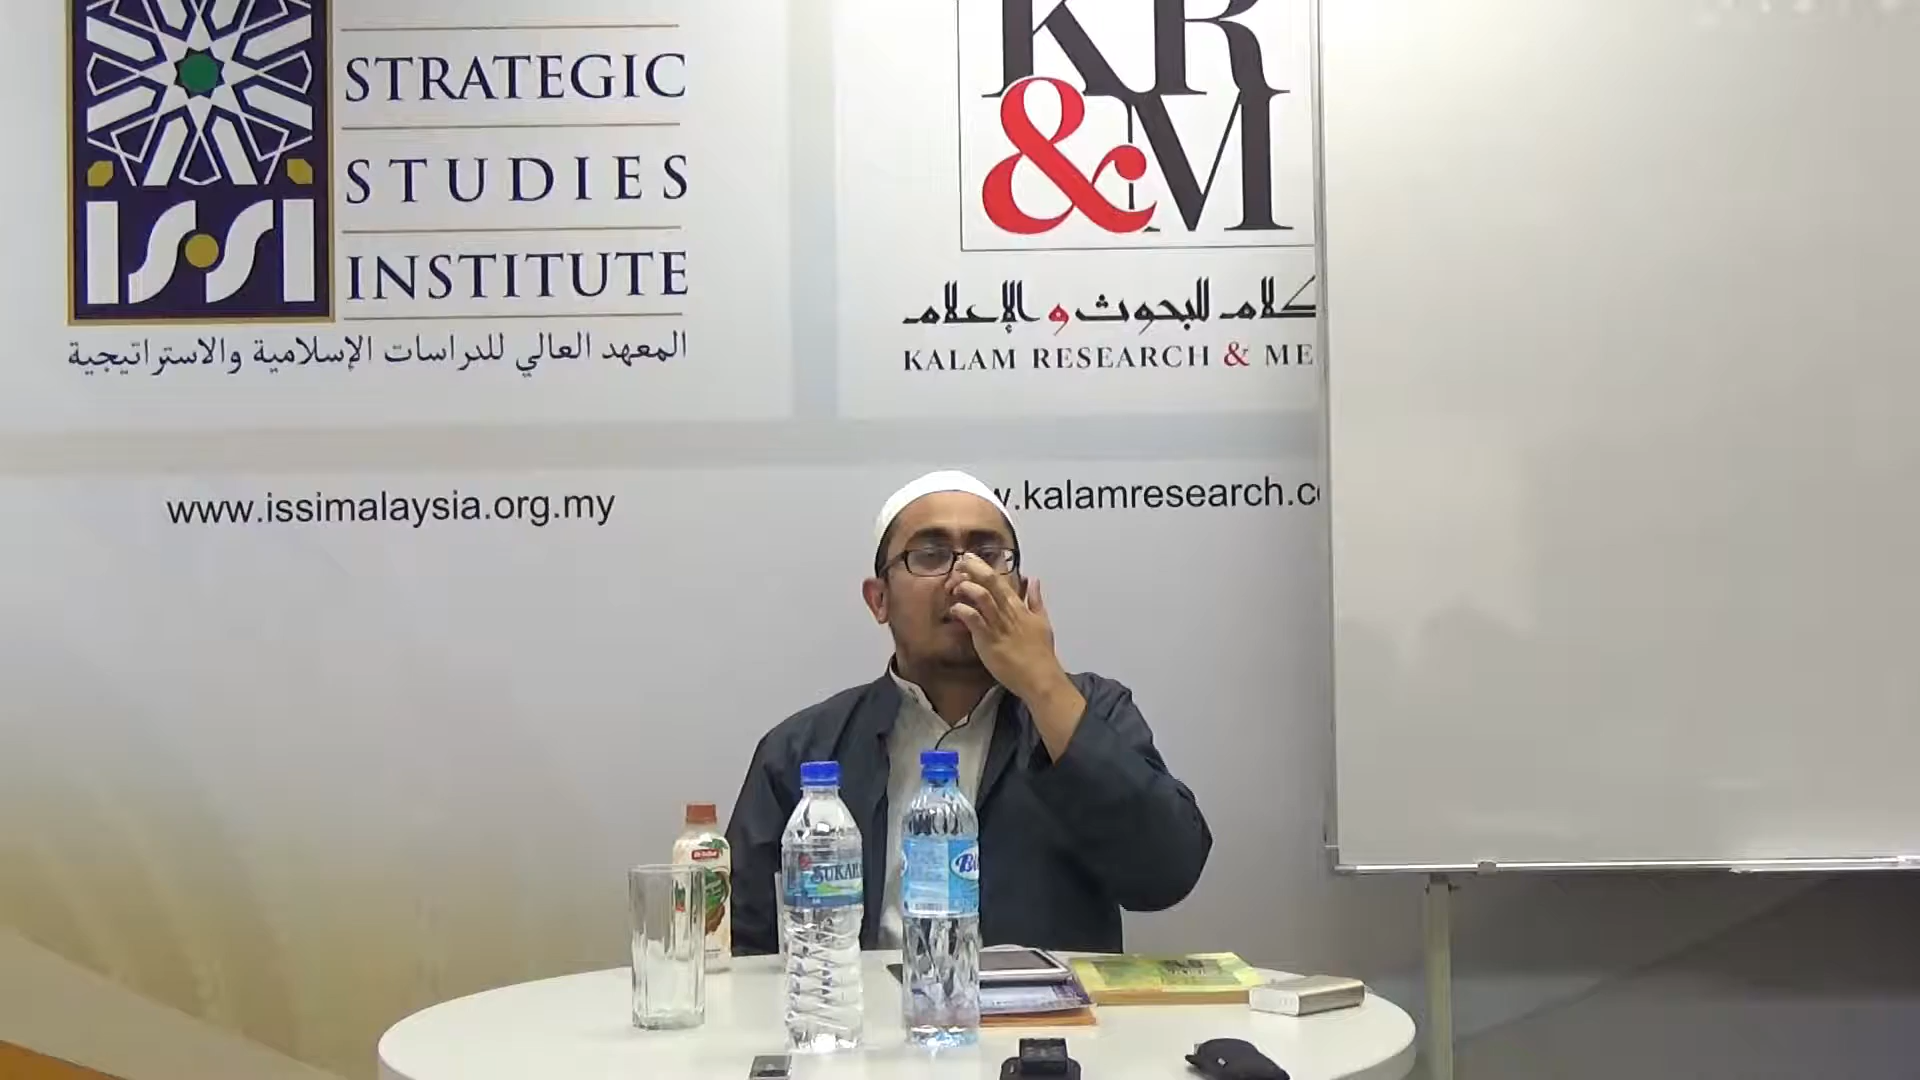 STRATEGIC
STUDIES
INSTITUTE
ISSI
المعهد العالي للدراسات الإسلامية والاستراتيجية
www.issimalaysia.org.my
KR
&M
كلام للبحوث والإعلام
KALAM RESEARCH & ME
.kalamresearch.c